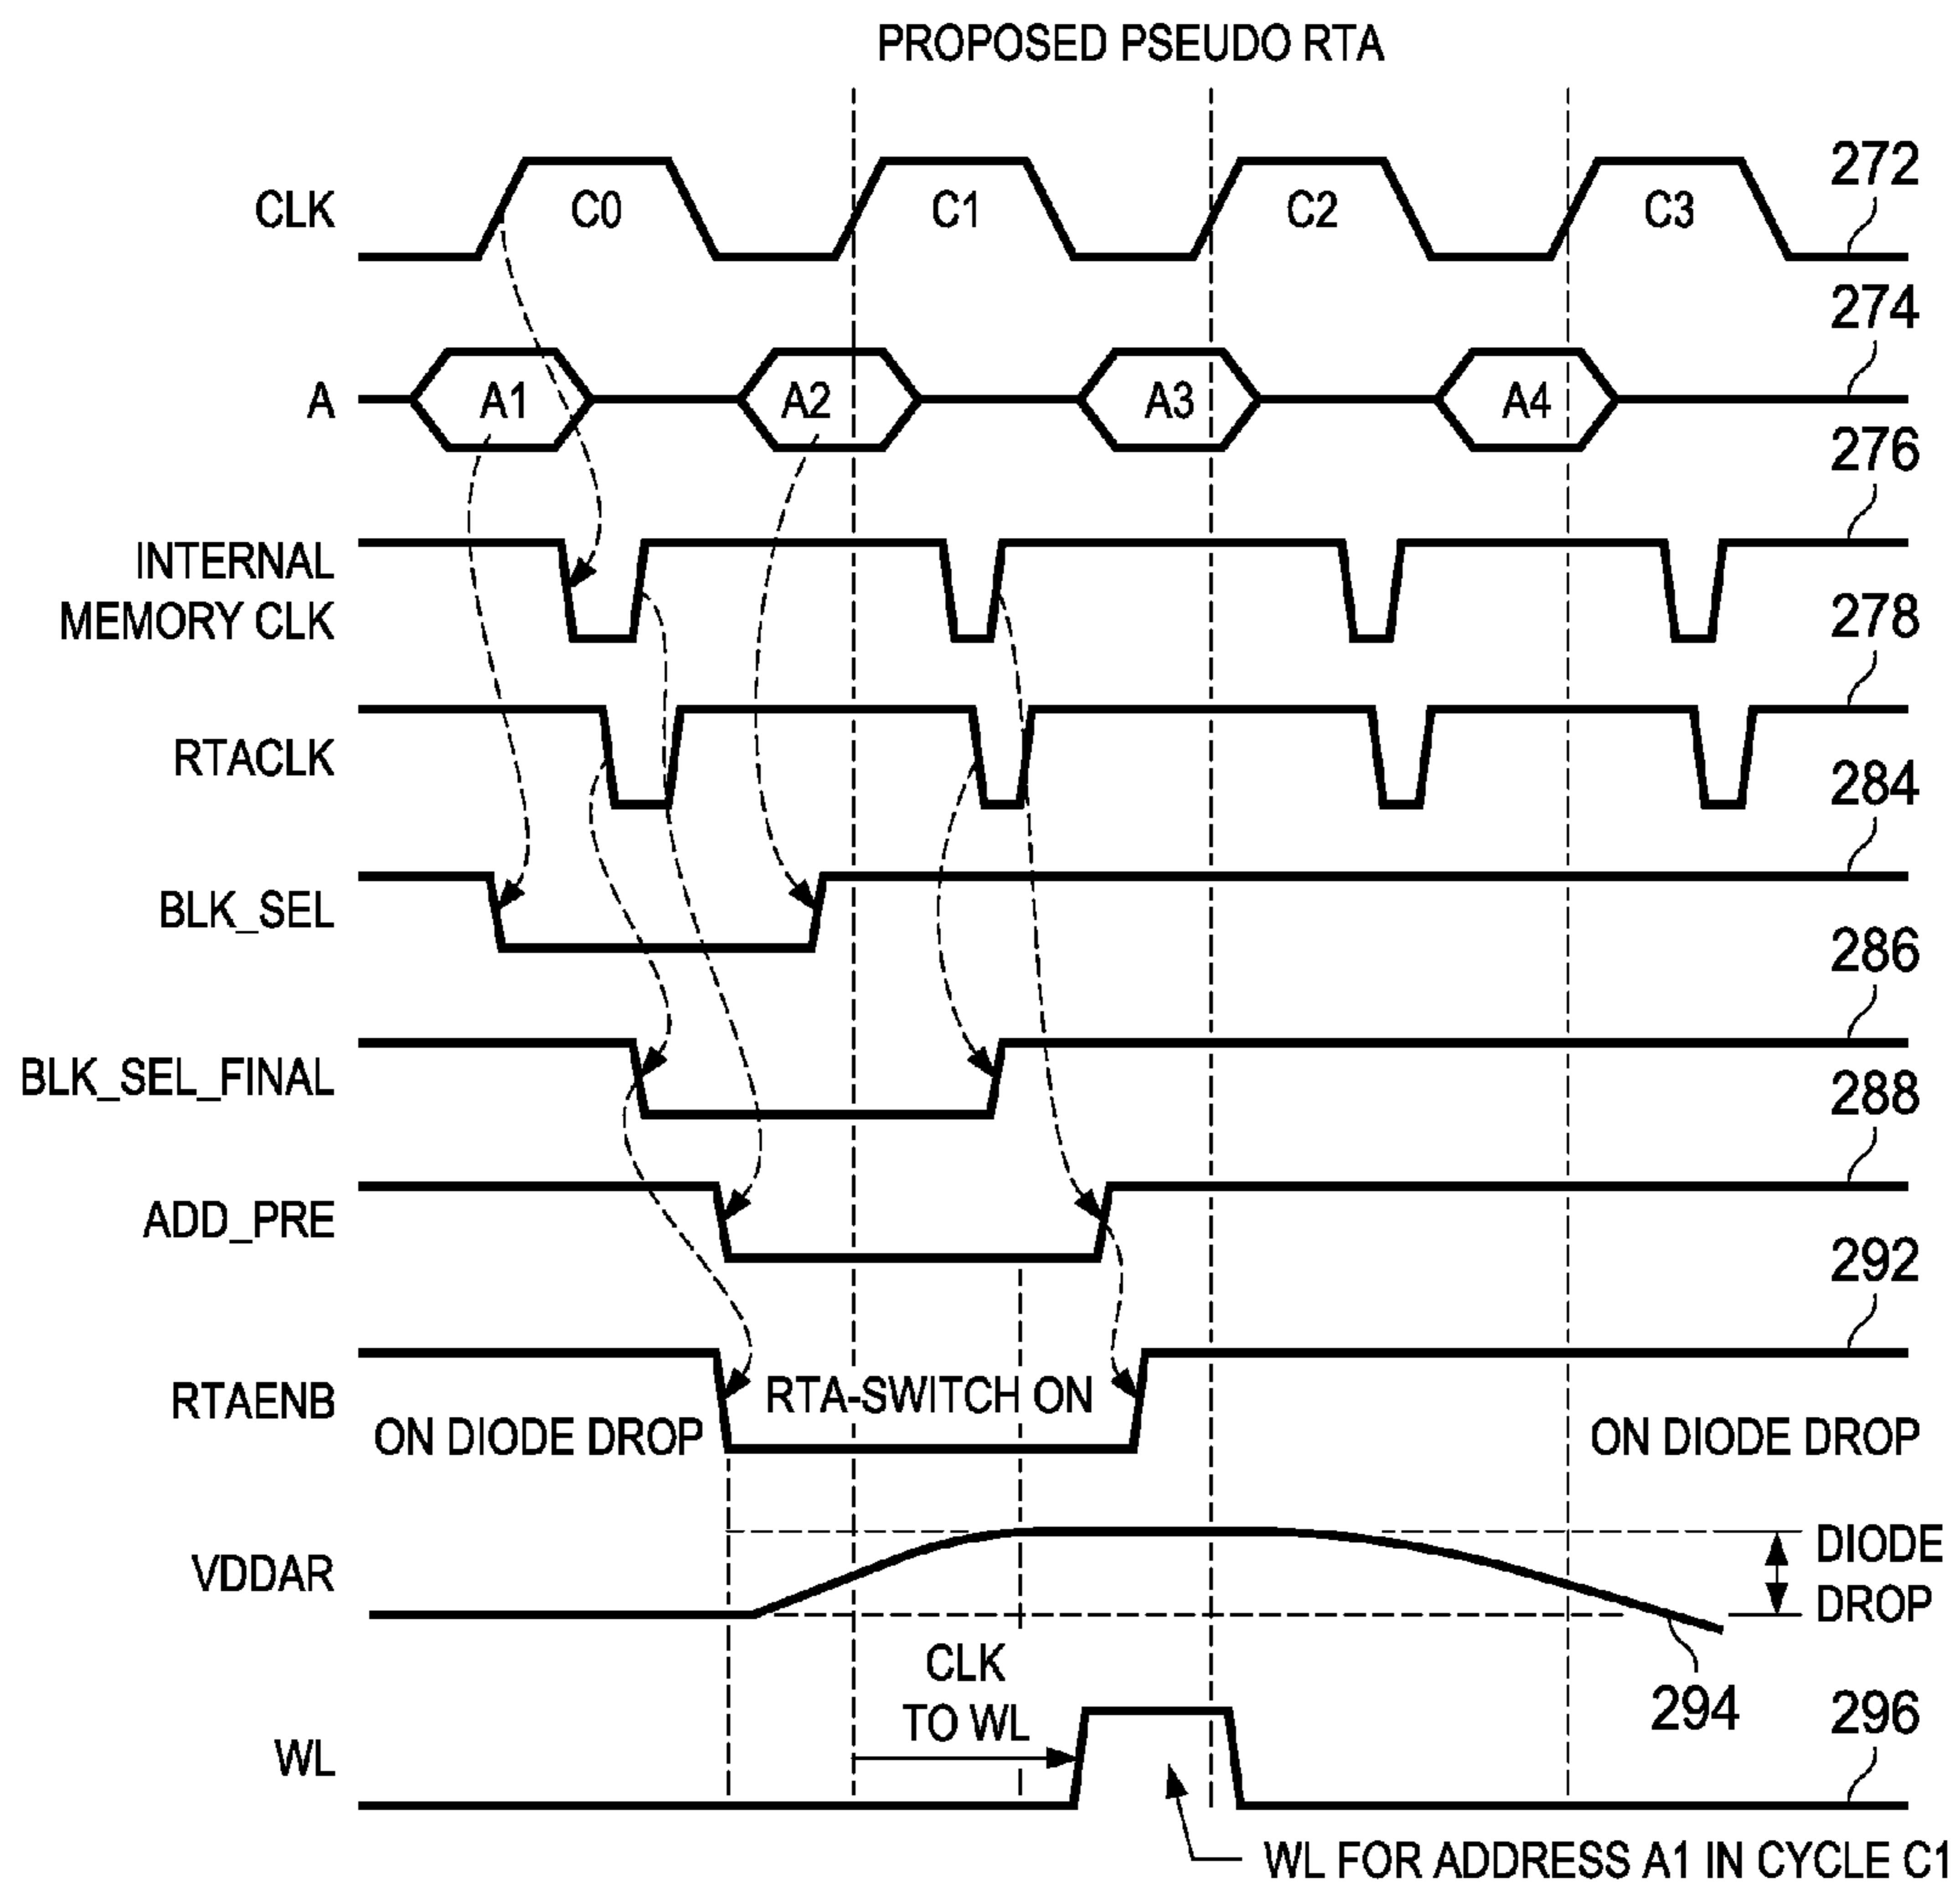 PROPOSED PSEUDO RTA
272
CLK
C0
C1
C2
C3
274
A
A1
A2
A3
A4
276
INTERNAL
MEMORY CLK
278
RTACLK
284
BLK_SEL
286
BLK_SEL_FINAL
288
ADD_PRE
292
RTAENB
ON DIODE DROP
RTA-SWITCH ON
ON DIODE DROP
VDDAR
DIODE
DROP
294
CLK
TO WL
296
WL
WL FOR ADDRESS A1 IN CYCLE C1